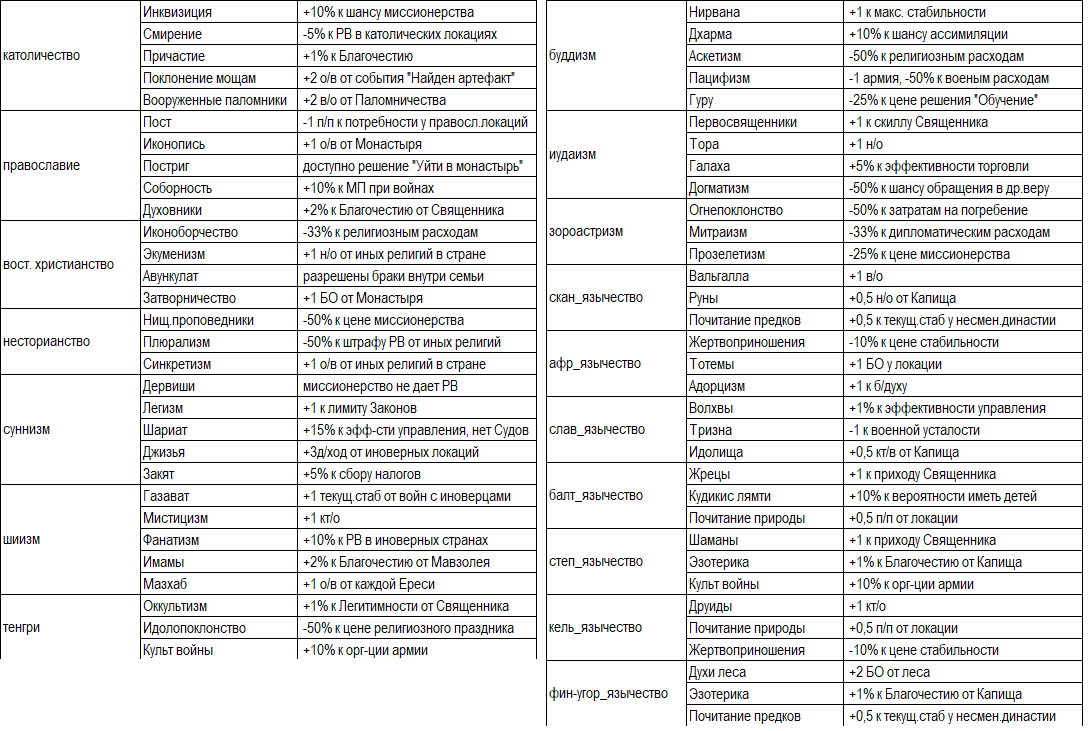 католичество
Инквизиция +10% к шансу миссионерства
Смирение -5% к РВ в католических локациях
Причастие +1% к Благочестию
Поклонение мощам +2 о/в от события "Найден артефакт"
Вооруженные паломники +2 в/о от Паломничества
православие
Пост -1 п/п к потребности у правосл.локаций
Иконопись +1 о/в от Монастыря
Постриг доступно решение "Уйти в монастырь"
Соборность +10% к МП при войнах
Духовники +2% к Благочестию от Священника
вост. христианство
Иконоборчество -33% к религиозным расходам
Экуменизм +1 н/о от иных религий в стране
Авункулат разрешены браки внутри семьи
Затворничество +1 БО от Монастыря
несторианство
Нищ.проповедники -50% к цене миссионерства
Плюрализм -50% к штрафу РВ от иных религий
Синкретизм +1 о/в от иных религий в стране
суннизм
Дервиши миссионерство не дает РВ
Легизм +1 к лимиту Законов
Шариат +15% к эфф-сти управления, нет Судов
Джизья +3д/ход от иноверных локаций
Закят +5% к сбору налогов
шиизм
Газават +1 текущ.стаб от войн с иноверцами
Мистицизм +1 кт/о
Фанатизм +10% к РВ в иноверных странах
Имамы +2% к Благочестию от Мавзолея
Мазхаб +1 о/в от каждой Ереси
тенгри
Оккультизм +1% к Легитимности от Священника
Идолопоклонство -50% к цене религиозного праздника
Культ войны +10% к орг-ции армии
буддизм
Нирвана +1 к макс. стабильности
Дхарма +10% к шансу ассимиляции
Аскетизм -50% к религиозным расходам
Пацифизм -1 армия, -50% к военым расходам
Гуру -25% к цене решения "Обучение"
иудаизм
Первосвященники +1 к скиллу Священника
Тора +1 н/о
Галаха +5% к эффективности торговли
Догматизм -50% к шансу обращения в др.веру
зороастризм
Огнепоклонство -50% к затратам на погребение
Митраизм -33% к дипломатическим расходам
Прозелетизм -25% к цене миссионерства
скан_язычество
Вальгалла +1 в/о
Руны +0,5 н/о от Капища
Почитание предков +0,5 к текущ.стаб у несмен.династии
афр_язычество
Жертвоприношения -10% к цене стабильности
Тотемы +1 БО у локации
Адорцизм +1 к б/духу
слав_язычество
Волхвы +1% к эффективности управления
Тризна -1 к военной усталости
Идолища +0,5 кт/в от Капища
балт_язычество
Жрецы +1 к приходу Священника
Кудикис лямти +10% к вероятности иметь детей
Почитание природы +0,5 п/п от локации
степ_язычество
Шаманы +1 к приходу Священника
Эзотерика +1% к Благочестию от Капища
Культ войны +10% к орг-ции армии
кель_язычество
Друиды +1 кт/о
Почитание природы +0,5 п/п от локации
Жертвоприношения -10% к цене стабильности
фин-угор_язычество
Духи леса +2 БО от леса
Эзотерика +1% к Благочестию от Капища
Почитание предков +0,5 к текущ.стаб у несмен.династии